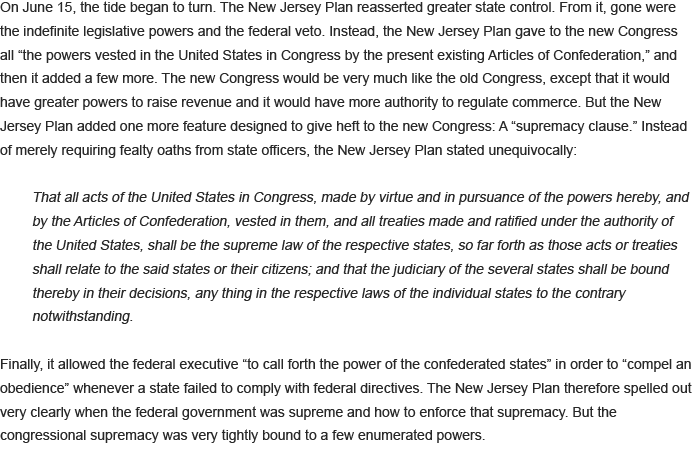 On June 15, the tide began to turn. The New Jersey Plan reasserted greater state control. From it, gone were
the indefinite legislative powers and the federal veto. Instead, the New Jersey Plan gave to the new Congress
all “the powers vested in the United States in Congress by the present existing Articles of Confederation,” and
then it added a few more. The new Congress would be very much like the old Congress, except that it would
have greater powers to raise revenue and it would have more authority to regulate commerce. But the New
Jersey Plan added one more feature designed to give heft to the new Congress: A “supremacy clause.” Instead
of merely requiring fealty oaths from state officers, the New Jersey Plan stated unequivocally:
That all acts of the United States in Congress, made by virtue and in pursuance of the powers hereby, and
by the Articles of Confederation, vested in them, and all treaties made and ratified under the authority of
the United States, shall be the supreme law of the respective states, so far forth as those acts or treaties
shall relate to the said states or their citizens; and that the judiciary of the several states shall be bound
thereby in their decisions, any thing in the respective laws of the individual states to the contrary
notwithstanding.
Finally, it allowed the federal executive “to call forth the power of the confederated states” in order to “compel an
obedience” whenever a state failed to comply with federal directives. The New Jersey Plan therefore spelled out
very clearly when the federal government was supreme and how to enforce that supremacy. But the
congressional supremacy was very tightly bound to a few enumerated powers.